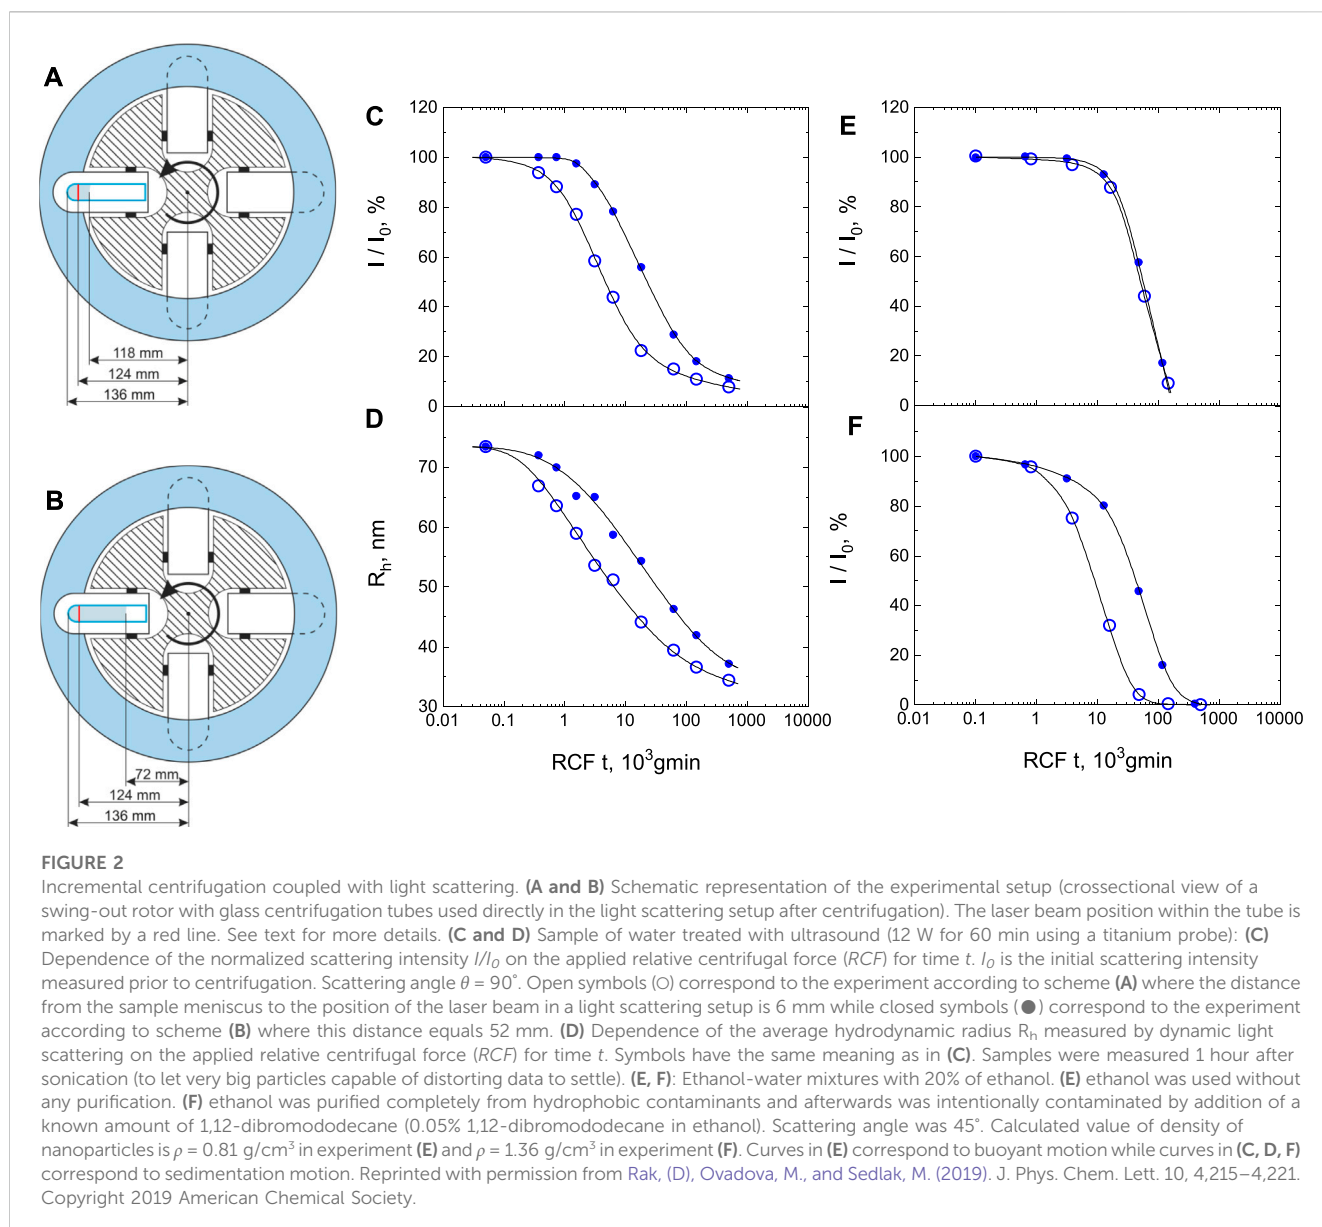 A
118 mm
124 mm
136 mm
B
72 mm
124 mm
136 mm
C
120
100
80
60
40
20
0
I / I₀, %
D
70
60
50
40
30
Rₕ, nm
0.01 0.1 1 10 100 1000 10000
RCF t, 10³gmin
E
120
100
80
60
40
20
0
I / I₀, %
F
100
80
60
40
20
0
I / I₀, %
0.01 0.1 1 10 100 1000 10000
RCF t, 10³gmin
FIGURE 2
Incremental centrifugation coupled with light scattering. (A and B) Schematic representation of the experimental setup (crossectional view of a
swing-out rotor with glass centrifugation tubes used directly in the light scattering setup after centrifugation). The laser beam position within the tube is
marked by a red line. See text for more details. (C and D) Sample of water treated with ultrasound (12 W for 60 min using a titanium probe): (C)
Dependence of the normalized scattering intensity I/I₀ on the applied relative centrifugal force (RCF) for time t. I₀ is the initial scattering intensity
measured prior to centrifugation. Scattering angle θ = 90°. Open symbols (○) correspond to the experiment according to scheme (A) where the distance
from the sample meniscus to the position of the laser beam in a light scattering setup is 6 mm while closed symbols (●) correspond to the experiment
according to scheme (B) where this distance equals 52 mm. (D) Dependence of the average hydrodynamic radius Rₕ measured by dynamic light
scattering on the applied relative centrifugal force (RCF) for time t. Symbols have the same meaning as in (C). Samples were measured 1 hour after
sonication (to let very big particles capable of distorting data to settle). (E, F): Ethanol-water mixtures with 20% of ethanol. (E) ethanol was used without
any purification. (F) ethanol was purified completely from hydrophobic contaminants and afterwards was intentionally contaminated by addition of a
known amount of 1,12-dibromododecane (0.05% 1,12-dibromododecane in ethanol). Scattering angle was 45°. Calculated value of density of
nanoparticles is ρ = 0.81 g/cm³ in experiment (E) and ρ = 1.36 g/cm³ in experiment (F). Curves in (E) correspond to buoyant motion while curves in (C, D, F)
correspond to sedimentation motion. Reprinted with permission from Rak, (D), Ovadova, M., and Sedlak, M. (2019). J. Phys. Chem. Lett. 10, 4,215–4,221.
Copyright 2019 American Chemical Society.